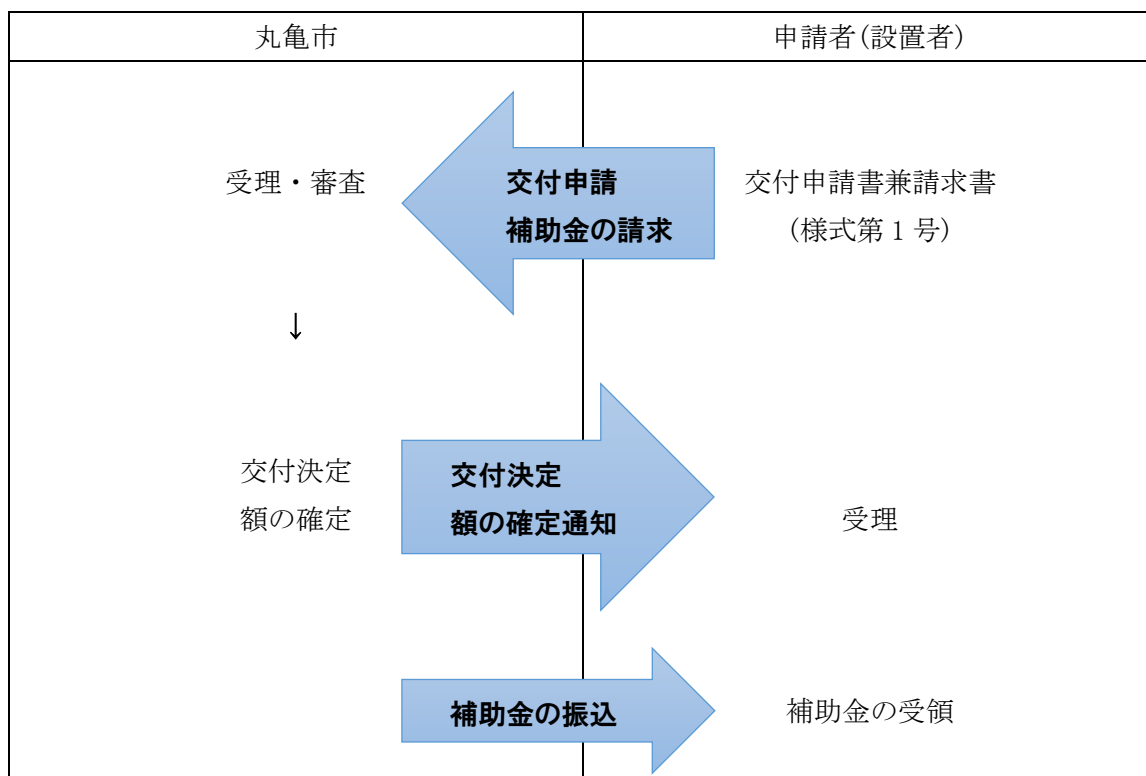 丸亀市
申請者(設置者)
受理・審査
交付申請
補助金の請求
交付申請書兼請求書
(様式第1号)
↓
交付決定
額の確定
交付決定
額の確定通知
受理
補助金の振込
補助金の受領